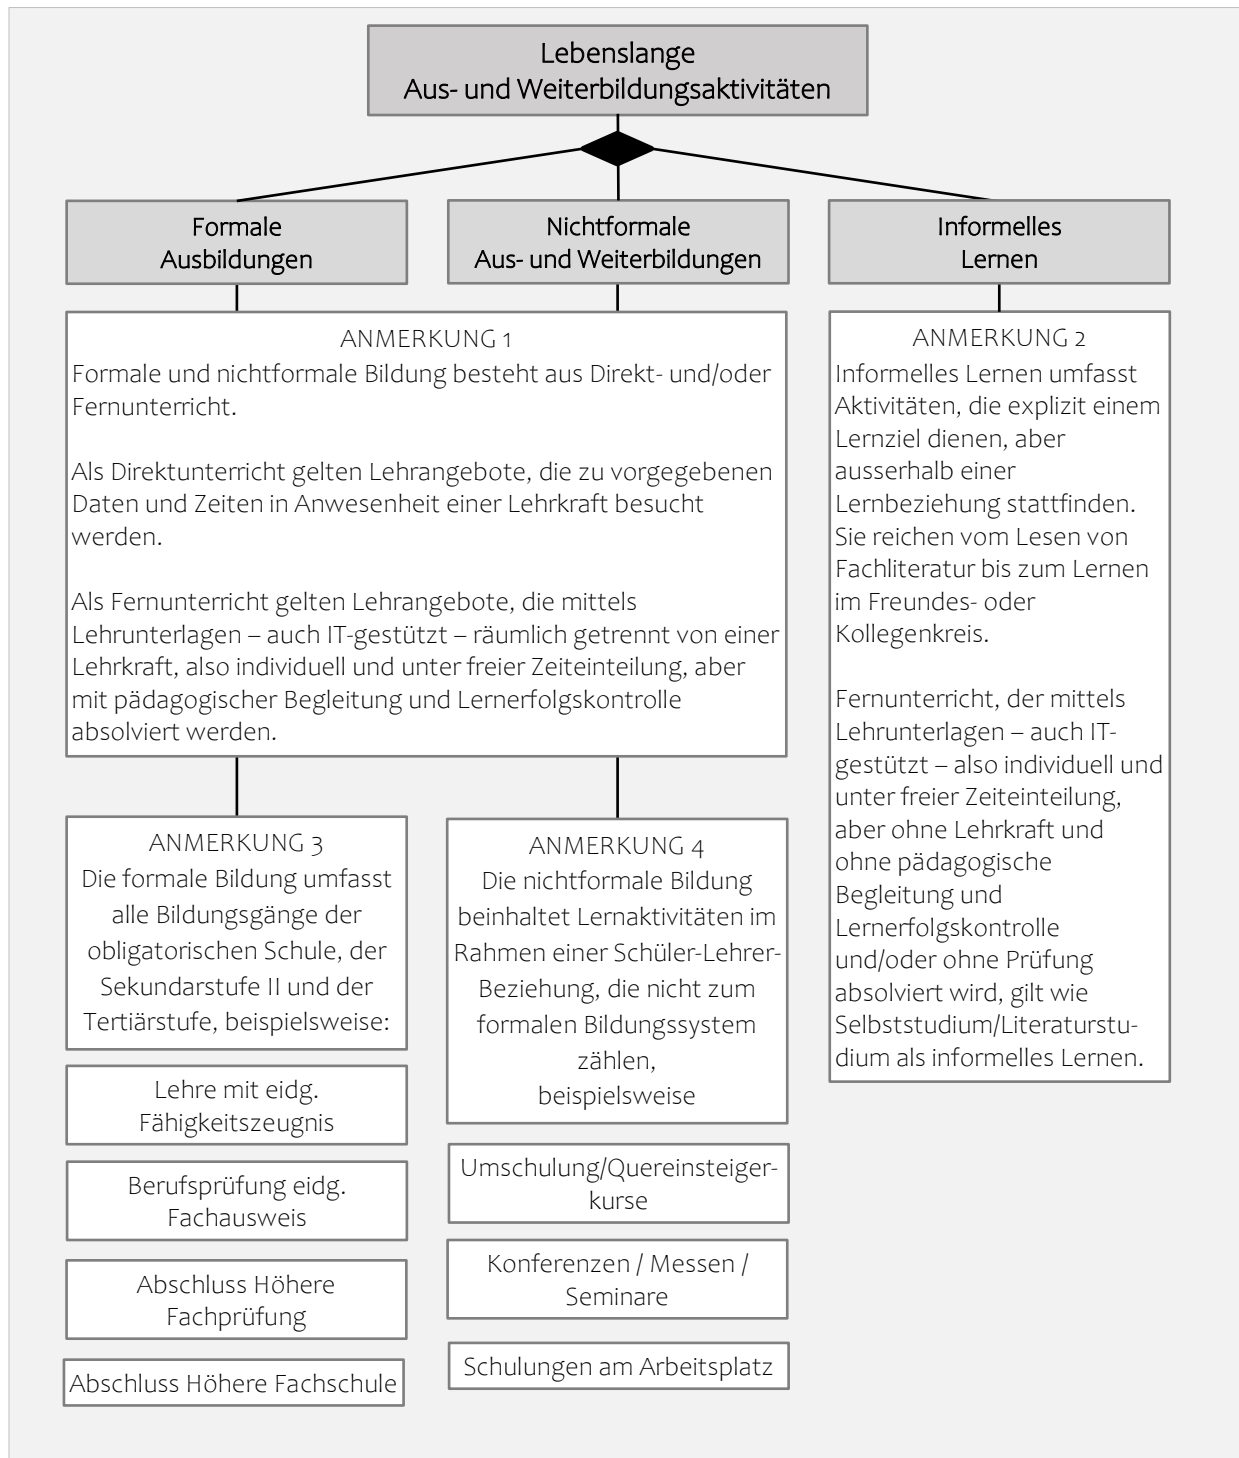 Lebenslange
Aus- und Weiterbildungsaktivitäten
Formale
Ausbildungen
Nichtformale
Aus- und Weiterbildungen
Informelles
Lernen
ANMERKUNG 1
Formale und nichtformale Bildung besteht aus Direkt- und/oder
Fernunterricht.
Als Direktunterricht gelten Lehrangebote, die zu vorgegebenen
Daten und Zeiten in Anwesenheit einer Lehrkraft besucht
werden.
Als Fernunterricht gelten Lehrangebote, die mittels
Lehrunterlagen – auch IT-gestützt – räumlich getrennt von einer
Lehrkraft, also individuell und unter freier Zeiteinteilung, aber
mit pädagogischer Begleitung und Lernerfolgskontrolle
absolviert werden.
ANMERKUNG 2
Informelles Lernen umfasst
Aktivitäten, die explizit einem
Lernziel dienen, aber
ausserhalb einer
Lernbeziehung stattfinden.
Sie reichen vom Lesen von
Fachliteratur bis zum Lernen
im Freundes- oder
Kollegenkreis.
Fernunterricht, der mittels
Lehrunterlagen – auch IT-
gestützt – also individuell und
unter freier Zeiteinteilung,
aber ohne Lehrkraft und
ohne pädagogische
Begleitung und
Lernerfolgskontrolle
und/oder ohne Prüfung
absolviert wird, gilt wie
Selbststudium/Literaturstu-
dium als informelles Lernen.
ANMERKUNG 3
Die formale Bildung umfasst
alle Bildungsgänge der
obligatorischen Schule, der
Sekundarstufe II und der
Tertiärstufe, beispielsweise:
Lehre mit eidg.
Fähigkeitszeugnis
Berufsprüfung eidg.
Fachausweis
Abschluss Höhere
Fachprüfung
Abschluss Höhere Fachschule
ANMERKUNG 4
Die nichtformale Bildung
beinhaltet Lernaktivitäten im
Rahmen einer Schüler-Lehrer-
Beziehung, die nicht zum
formalen Bildungssystem
zählen,
beispielsweise
Umschulung/Quereinsteiger-
kurse
Konferenzen / Messen /
Seminare
Schulungen am Arbeitsplatz